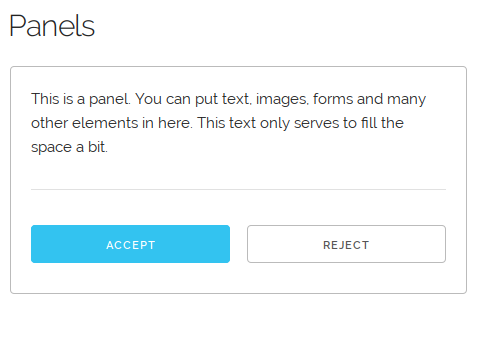 Panels
This is a panel. You can put text, images, forms and many
other elements in here. This text only serves to fill the
space a bit.
ACCEPT
REJECT